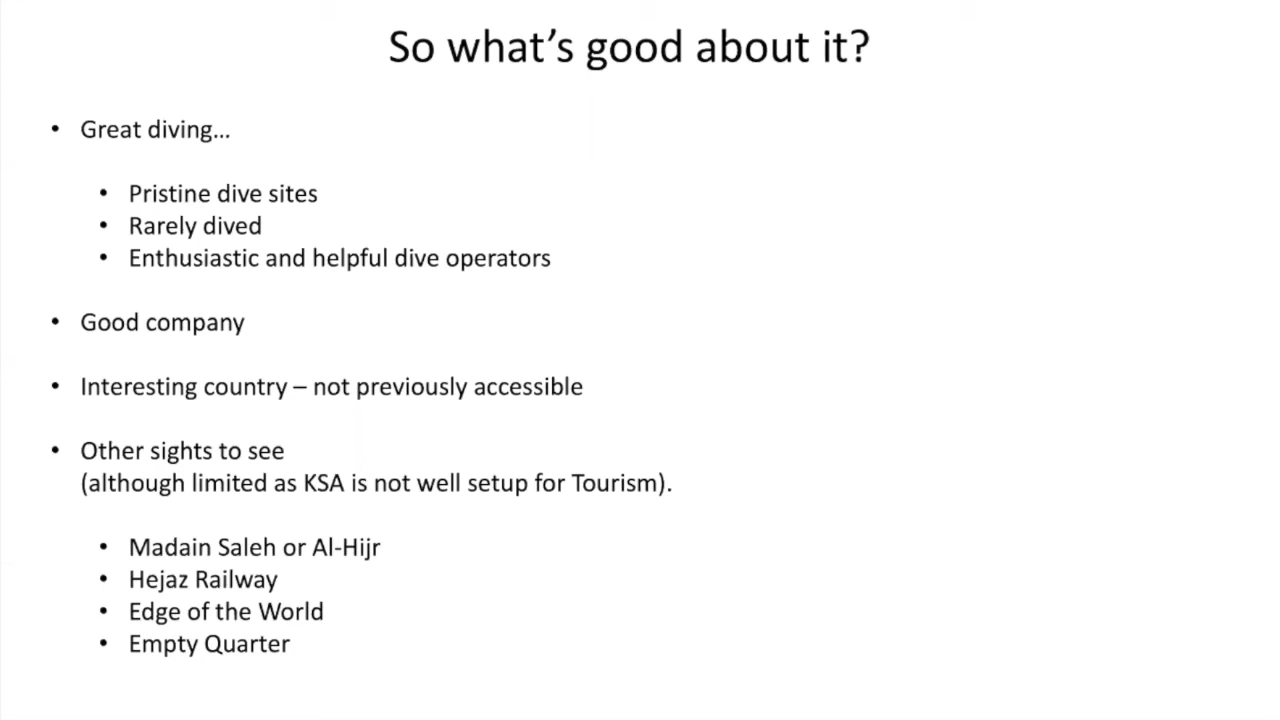 So what’s good about it?
• Great diving...
• Pristine dive sites
• Rarely dived
• Enthusiastic and helpful dive operators
• Good company
• Interesting country – not previously accessible
• Other sights to see
(although limited as KSA is not well setup for Tourism).
• Madain Saleh or Al-Hijr
• Hejaz Railway
• Edge of the World
• Empty Quarter